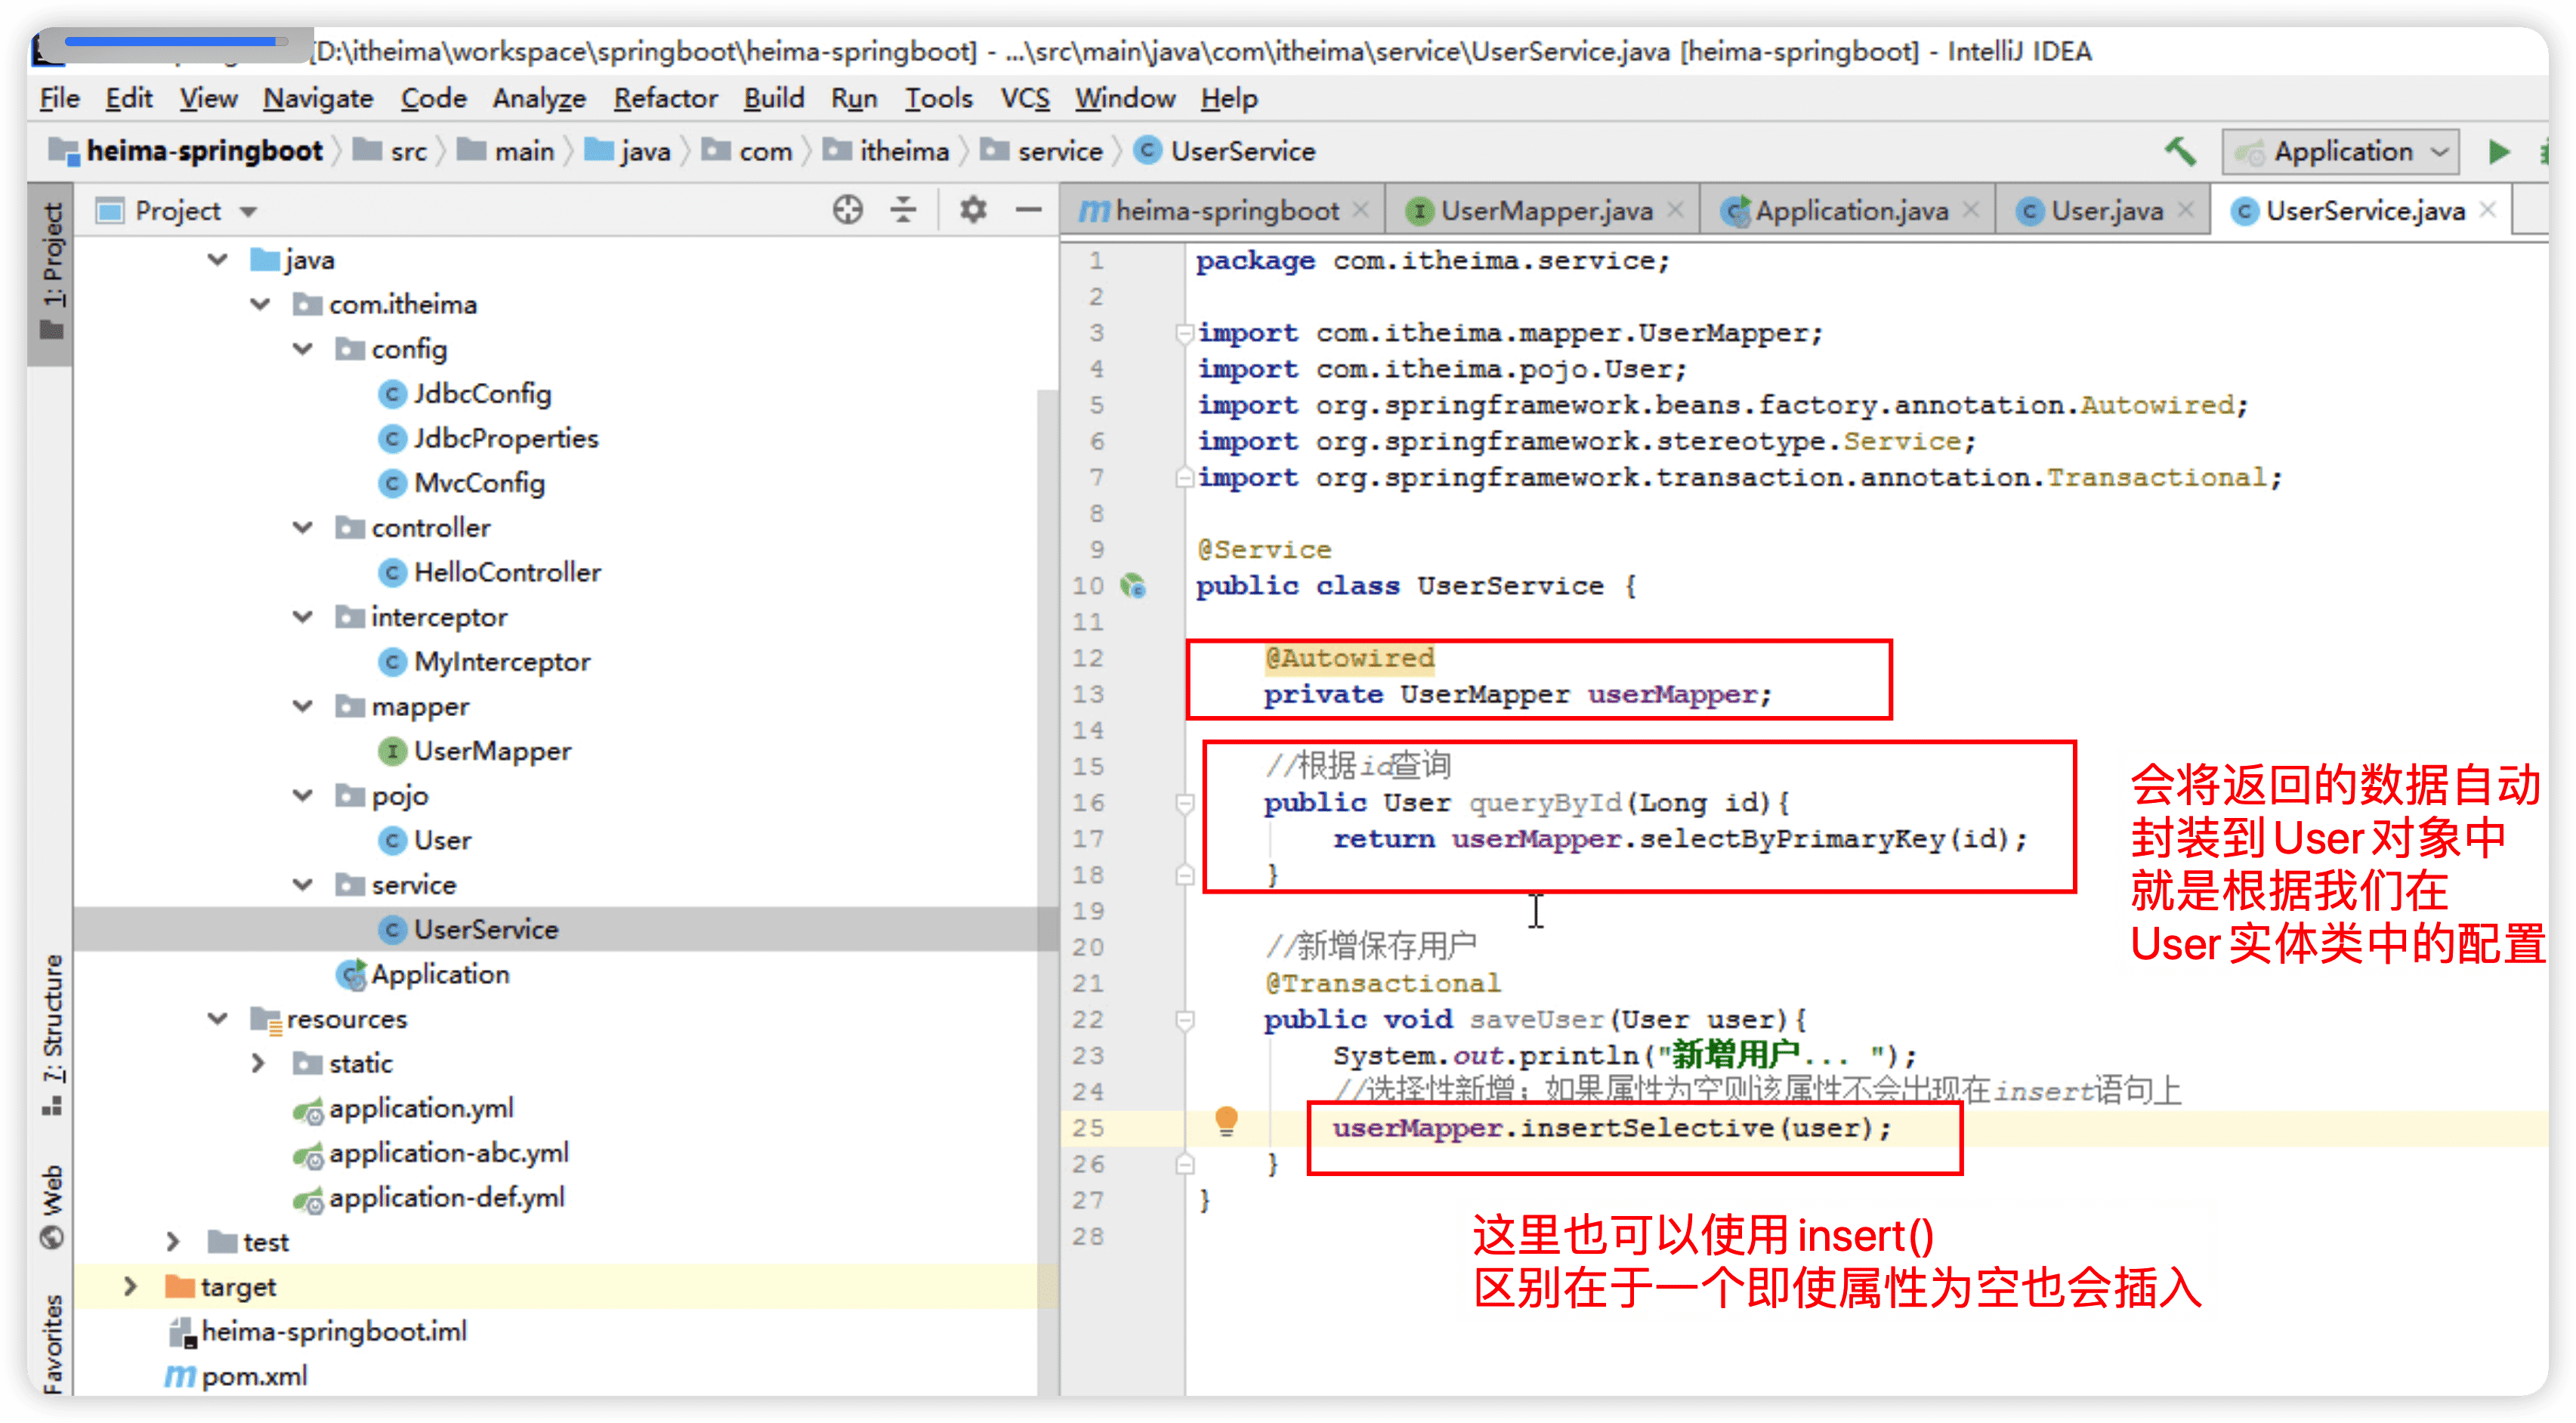 [D:\itheima\workspace\springboot\heima-springboot] - ...\src\main\java\com\itheima\service\UserService.java [heima-springboot] - IntelliJ IDEA
File Edit View Navigate Code Analyze Refactor Build Run Tools VCS Window Help
heima-springboot src main java com itheima service UserService Application
1: Project
Project
heima-springboot UserMapper.java Application.java User.java UserService.java
java
com.itheima
config
JdbcConfig
JdbcProperties
MvcConfig
controller
HelloController
interceptor
MyInterceptor
mapper
UserMapper
pojo
User
service
UserService
Application
resources
static
application.yml
application-abc.yml
application-def.yml
test
target
heima-springboot.iml
pom.xml
7: Structure
Web
Favorites
1 package com.itheima.service;
2
3 import com.itheima.mapper.UserMapper;
4 import com.itheima.pojo.User;
5 import org.springframework.beans.factory.annotation.Autowired;
6 import org.springframework.stereotype.Service;
7 import org.springframework.transaction.annotation.Transactional;
8
9 @Service
10 public class UserService {
11
12 @Autowired
13 private UserMapper userMapper;
14
15 //根据id查询
16 public User queryById(Long id){
17 return userMapper.selectByPrimaryKey(id);
18 }
19
20 //新增保存用户
21 @Transactional
22 public void saveUser(User user){
23 System.out.println("新增用户... ");
24 //选择性新增；如果属性为空则该属性不会出现在insert语句上
25 userMapper.insertSelective(user);
26 }
27 }
28
会将返回的数据自动
封装到User对象中
就是根据我们在
User实体类中的配置
这里也可以使用insert()
区别在于一个即使属性为空也会插入